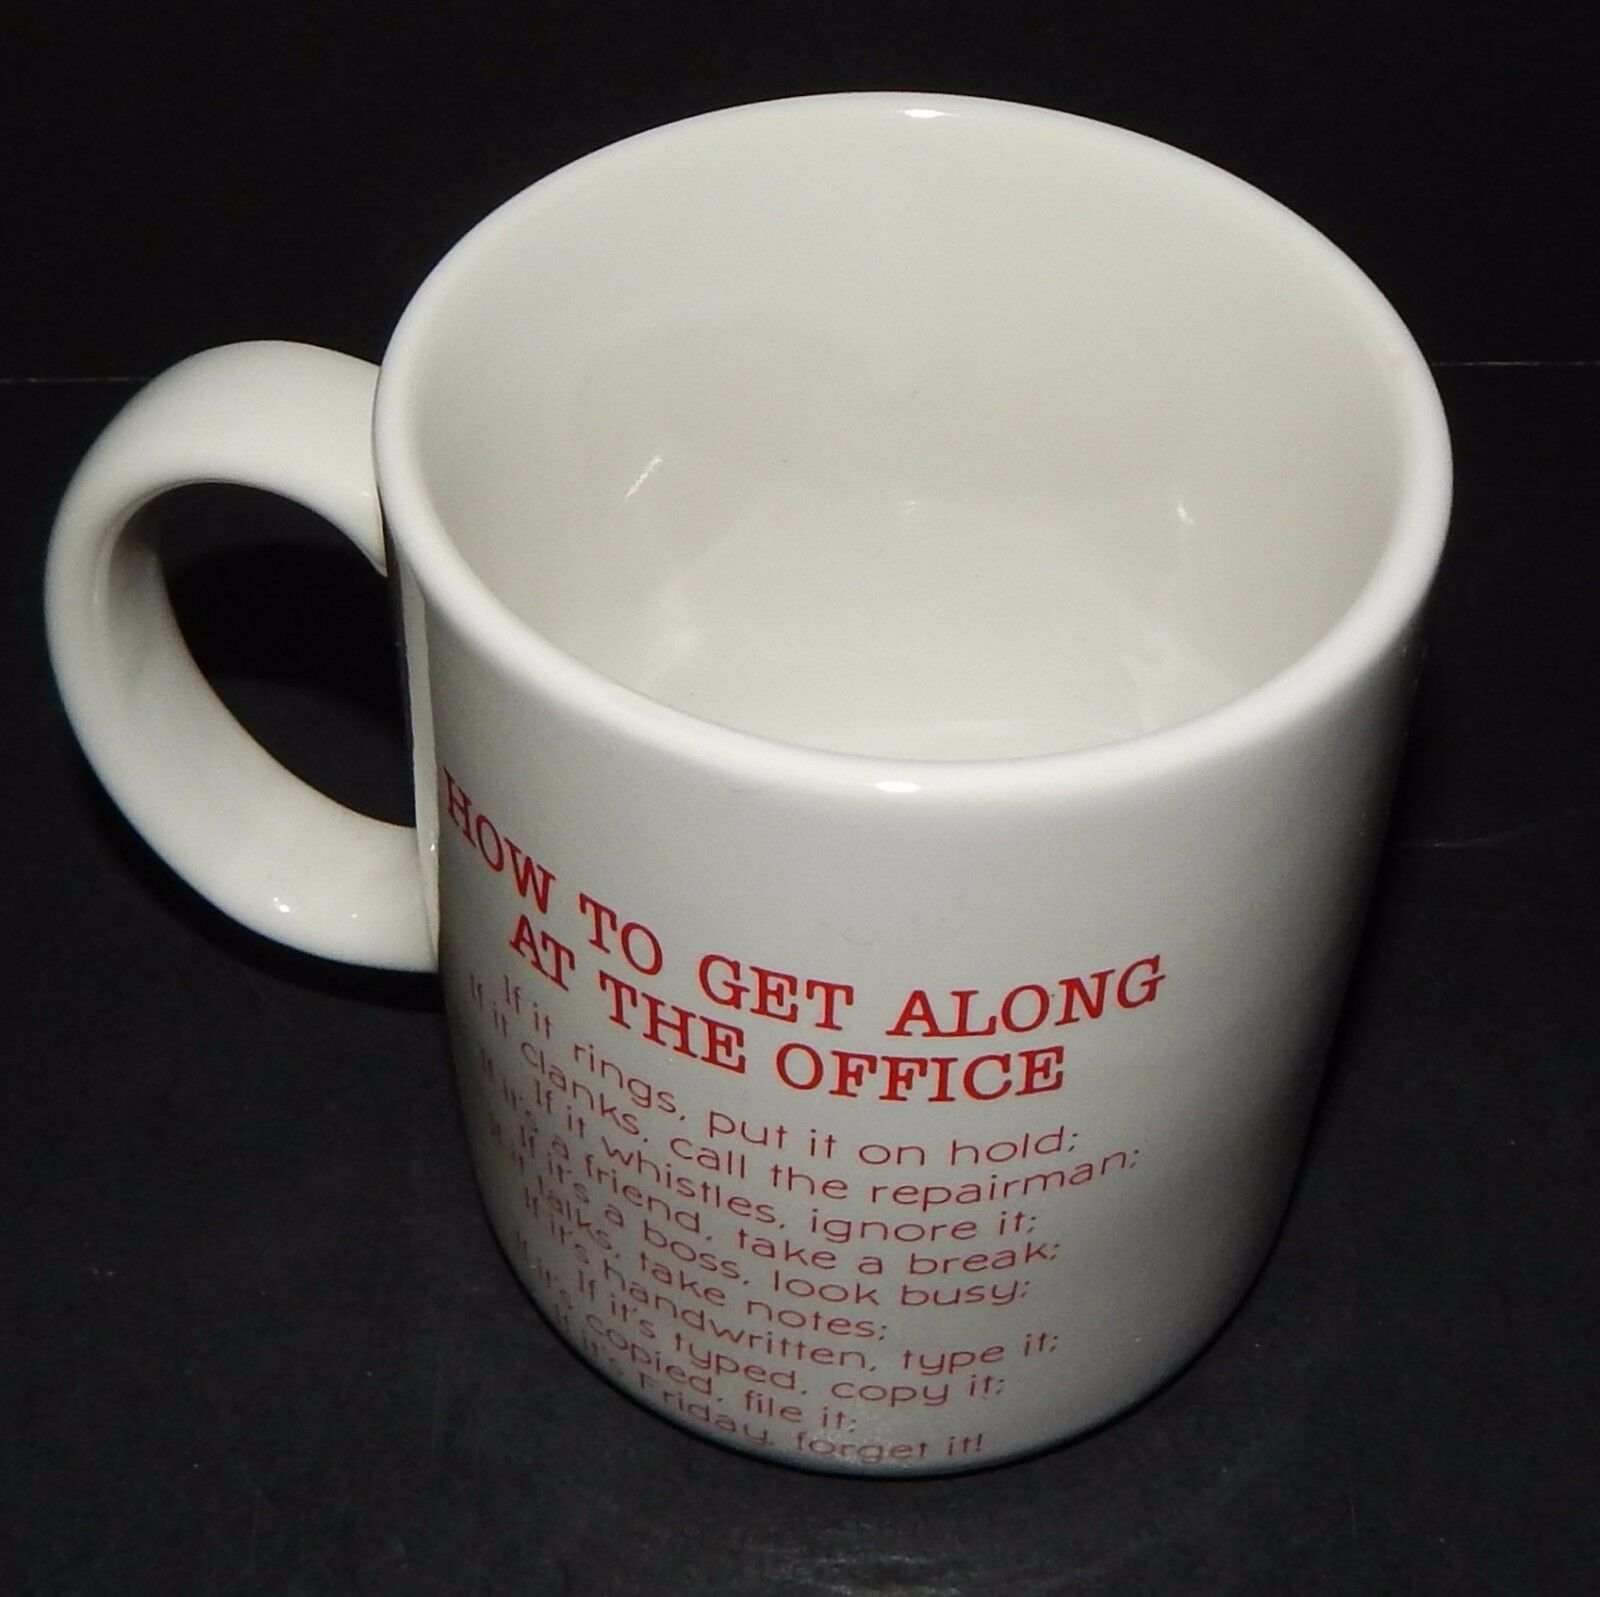 HOW TO GET ALONG
AT THE OFFICE
If it rings, put it on hold;
If it clanks, call the repairman;
If it whistles, ignore it;
If it's a friend, take a break;
If it's a boss, look busy;
If it talks, take notes;
If it's handwritten, type it;
If it's typed, copy it;
If it's copied, file it;
If it's Friday, forget it!